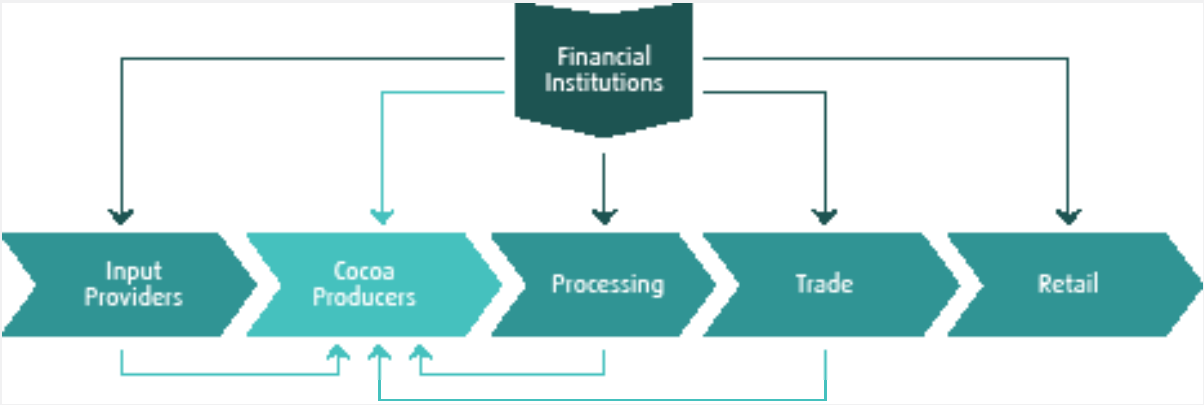 Financial
Institutions
Input
Providers
Cocoa
Producers
Processing
Trade
Retail